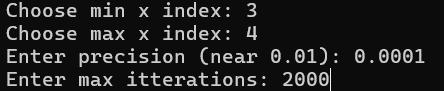 Choose min x index: 3
Choose max x index: 4
Enter precision (near 0.01): 0.0001
Enter max itterations: 2000